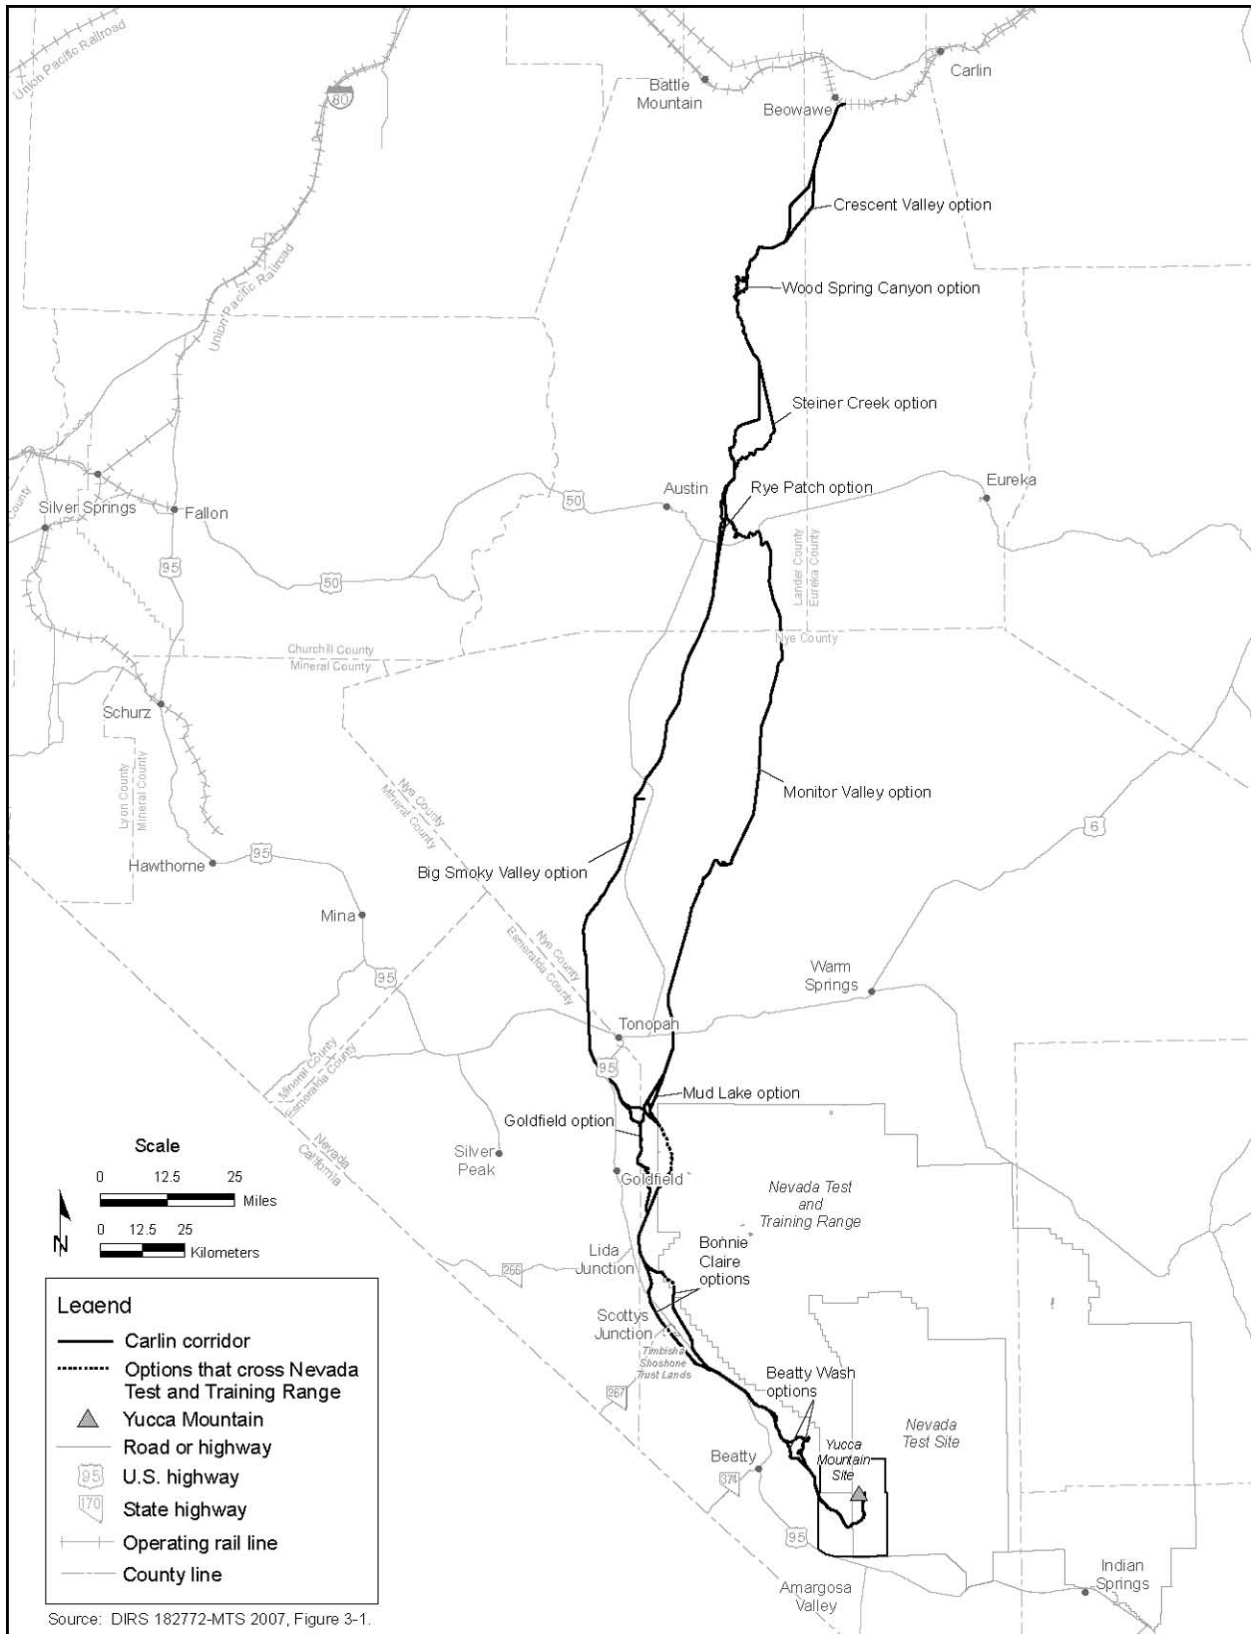 Union Pacific Railroad
80
Battle
Mountain
Carlin
Beowawe
Crescent Valley option
Union Pacific Railroad
Wood Spring Canyon option
Steiner Creek option
Austin
Rye Patch option
Eureka
County
Silver Springs
Fallon
50
95
50
Lander County
Eureka County
Nye County
Churchill County
Mineral County
Schurz
Lyon County
Mineral County
Nye County
Mineral County
Monitor Valley option
6
Hawthorne
95
Big Smoky Valley option
Mina
Nye County
Esmeralda County
95
Warm
Springs
Tonopah
Mineral County
Esmeralda County
95
Mud Lake option
Goldfield option
Nevada
California
Silver
Peak
Goldfield
Nevada Test
and
Training Range
Scale
0 12.5 25
Miles
0 12.5 25
Kilometers
N
Lida
Junction
266
Bonnie
Claire
options
Scottys
Junction
Timbisha
Shoshone
Trust Lands
267
Beatty Wash
options
Nevada
Test Site
Yucca
Mountain
Site
Beatty
374
95
Amargosa
Valley
Indian
Springs
Legend
Carlin corridor
Options that cross Nevada
Test and Training Range
Yucca Mountain
Road or highway
95 U.S. highway
170 State highway
Operating rail line
County line
Source: DIRS 182772-MTS 2007, Figure 3-1.